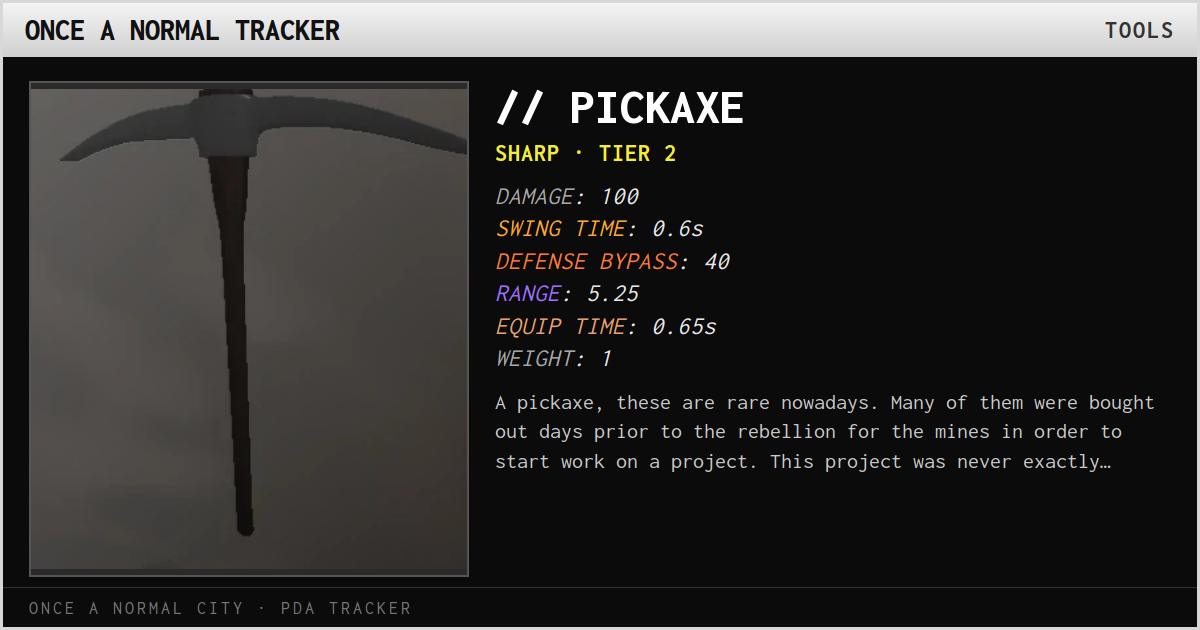 ONCE A NORMAL TRACKER
TOOLS
// PICKAXE
SHARP · TIER 2
DAMAGE: 100
SWING TIME: 0.6s
DEFENSE BYPASS: 40
RANGE: 5.25
EQUIP TIME: 0.65s
WEIGHT: 1
A pickaxe, these are rare nowadays. Many of them were bought
out days prior to the rebellion for the mines in order to
start work on a project. This project was never exactly…
ONCE A NORMAL CITY · PDA TRACKER